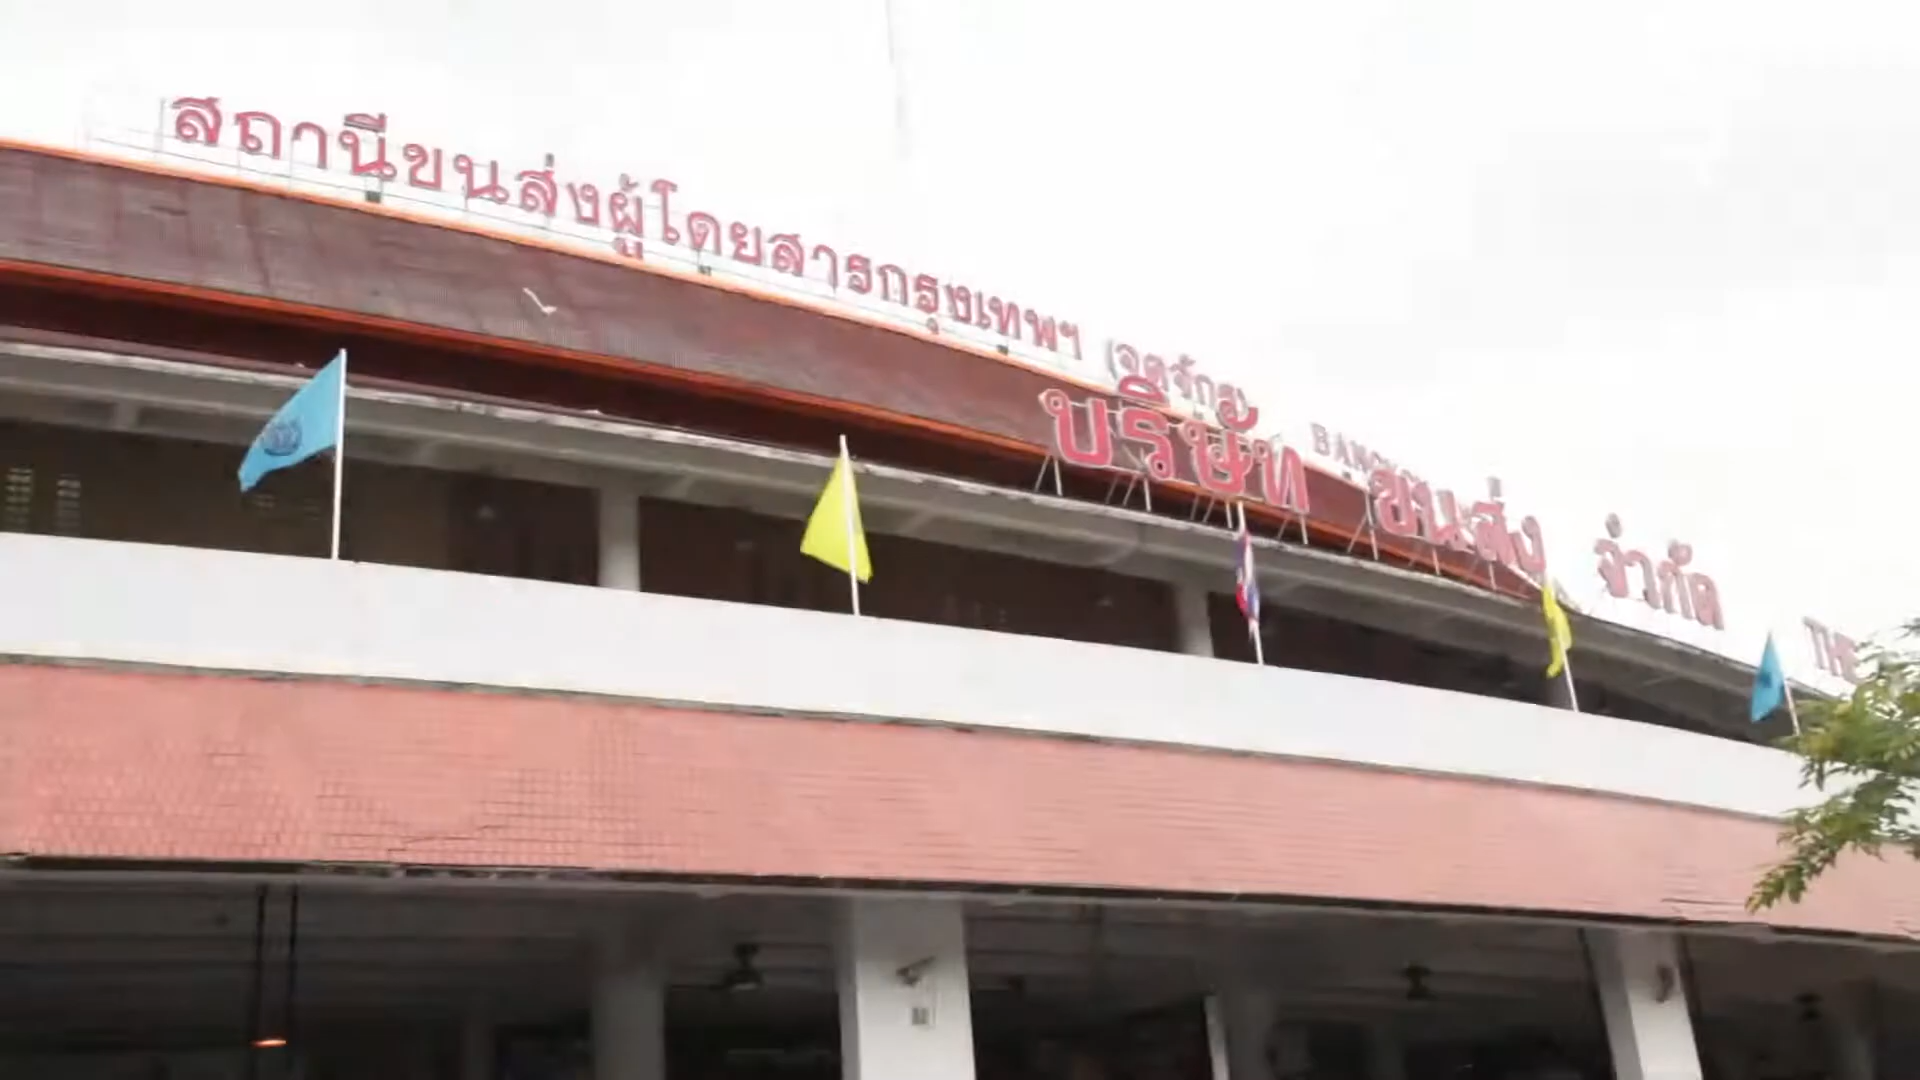 สถานีขนส่งผู้โดยสารกรุงเทพฯ (จตุจักร)
บริษัท ขนส่ง จำกัด THE